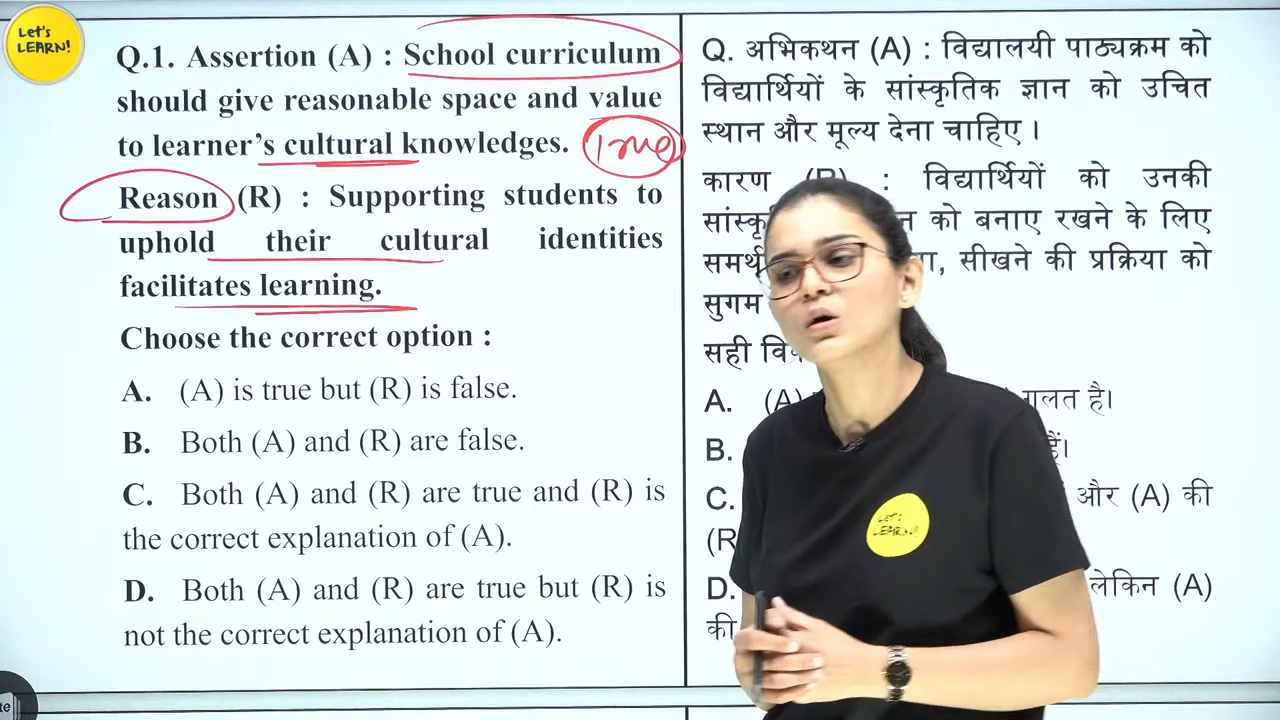 Let's
LEARN!
Q.1. Assertion (A) : School curriculum
should give reasonable space and value
to learner's cultural knowledges. True
Reason (R) : Supporting students to
uphold their cultural identities
facilitates learning.
Choose the correct option :
A. (A) is true but (R) is false.
B. Both (A) and (R) are false.
C. Both (A) and (R) are true and (R) is
the correct explanation of (A).
D. Both (A) and (R) are true but (R) is
not the correct explanation of (A).
Q. अभिकथन (A) : विद्यालयी पाठ्यक्रम को
विद्यार्थियों के सांस्कृतिक ज्ञान को उचित
स्थान और मूल्य देना चाहिए ।
कारण (R) : विद्यार्थियों को उनकी
को बनाए रखने के लिए
सीखने की प्रक्रिया को
सुगम
सही
A. (A) गलत है।
B.
C. और (A) की
(R
D. लेकिन (A)
की
Let's
LEARN!